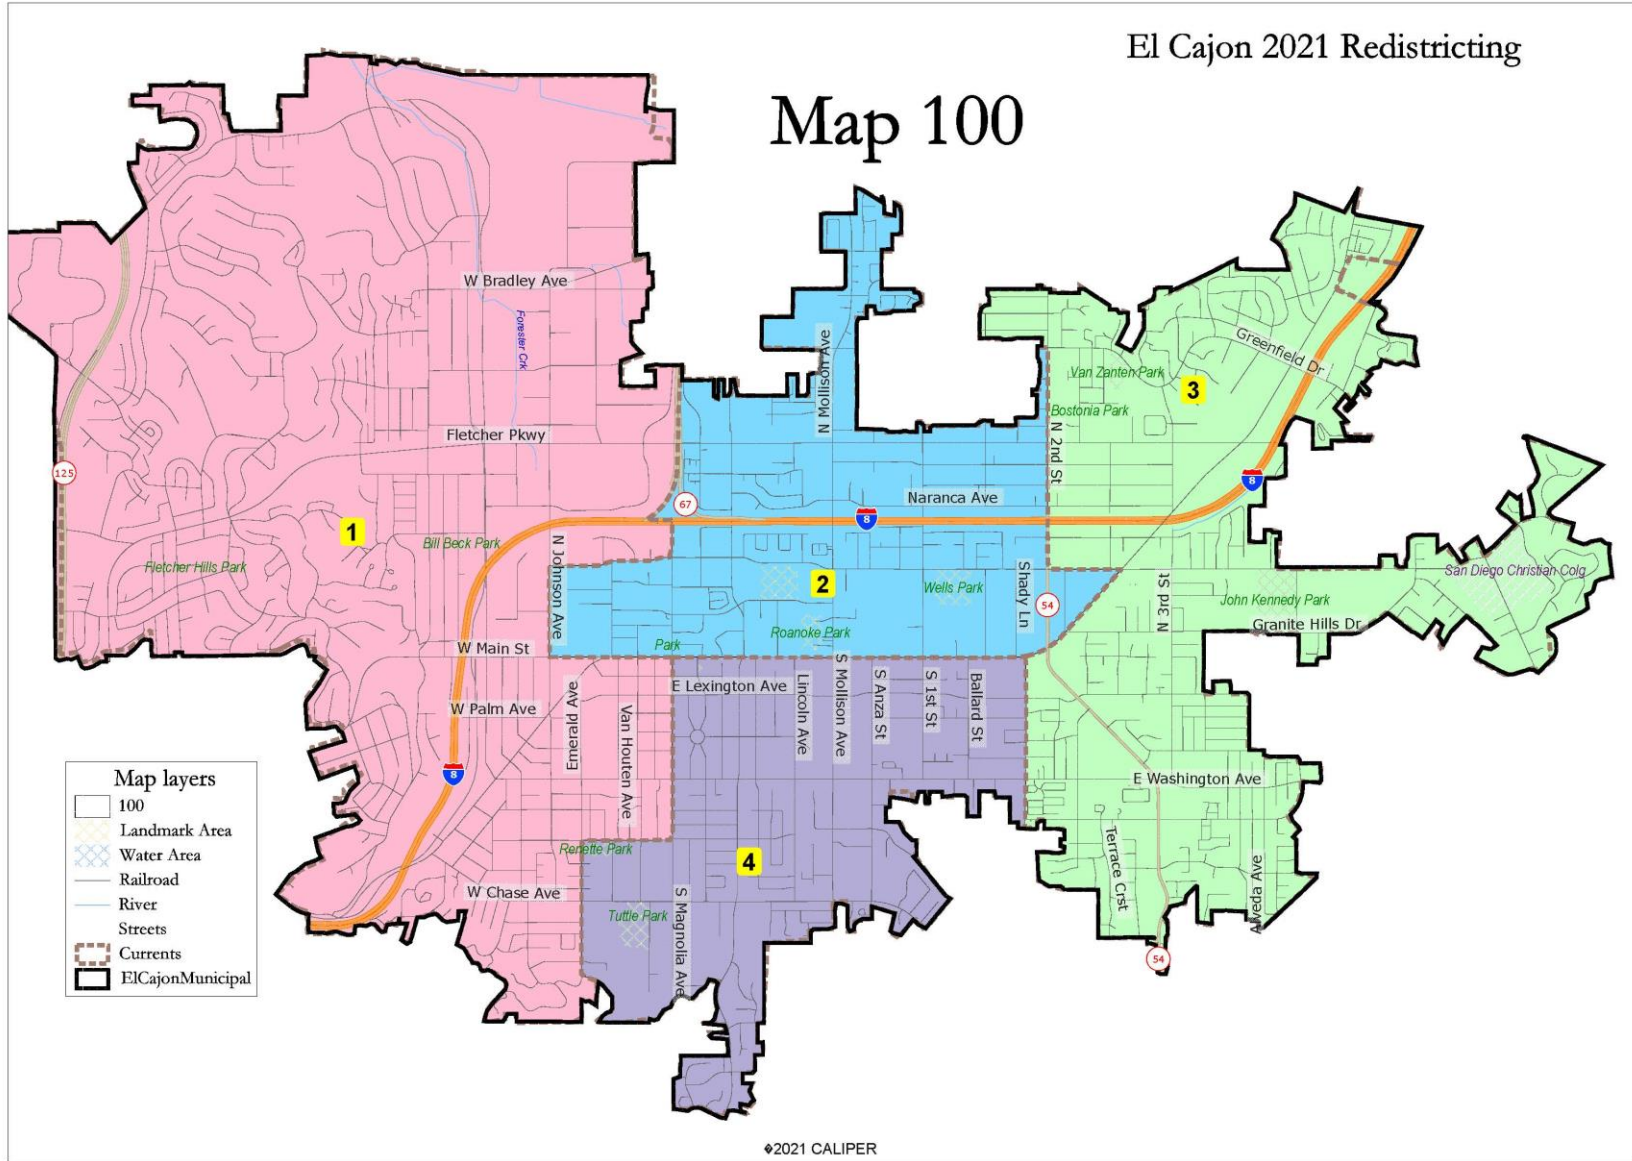 El Cajon 2021 Redistricting
Map 100
W Bradley Ave
Forester Crk
N Mollison Ave
Greenfield Dr
Van Zanten Park
3
Bostonia Park
N 2nd St
Fletcher Pkwy
125
8
Naranca Ave
67
8
1
Bill Beck Park
N Johnson Ave
Fletcher Hills Park
2
Wells Park
Shady Ln
54
San Diego Christian Colg
N 3rd St
John Kennedy Park
Granite Hills Dr
Roanoke Park
Park
W Main St
E Lexington Ave
Lincoln Ave
S Mollison Ave
S Anza St
S 1st St
Ballard St
W Palm Ave
Emerald Ave
Van Houten Ave
8
E Washington Ave
Map layers
100
Landmark Area
Water Area
Railroad
River
Streets
Currents
ElCajonMunicipal
Renette Park
4
Terrace Crst
Alveda Ave
W Chase Ave
Tuttle Park
S Magnolia Ave
54
�2021 CALIPER